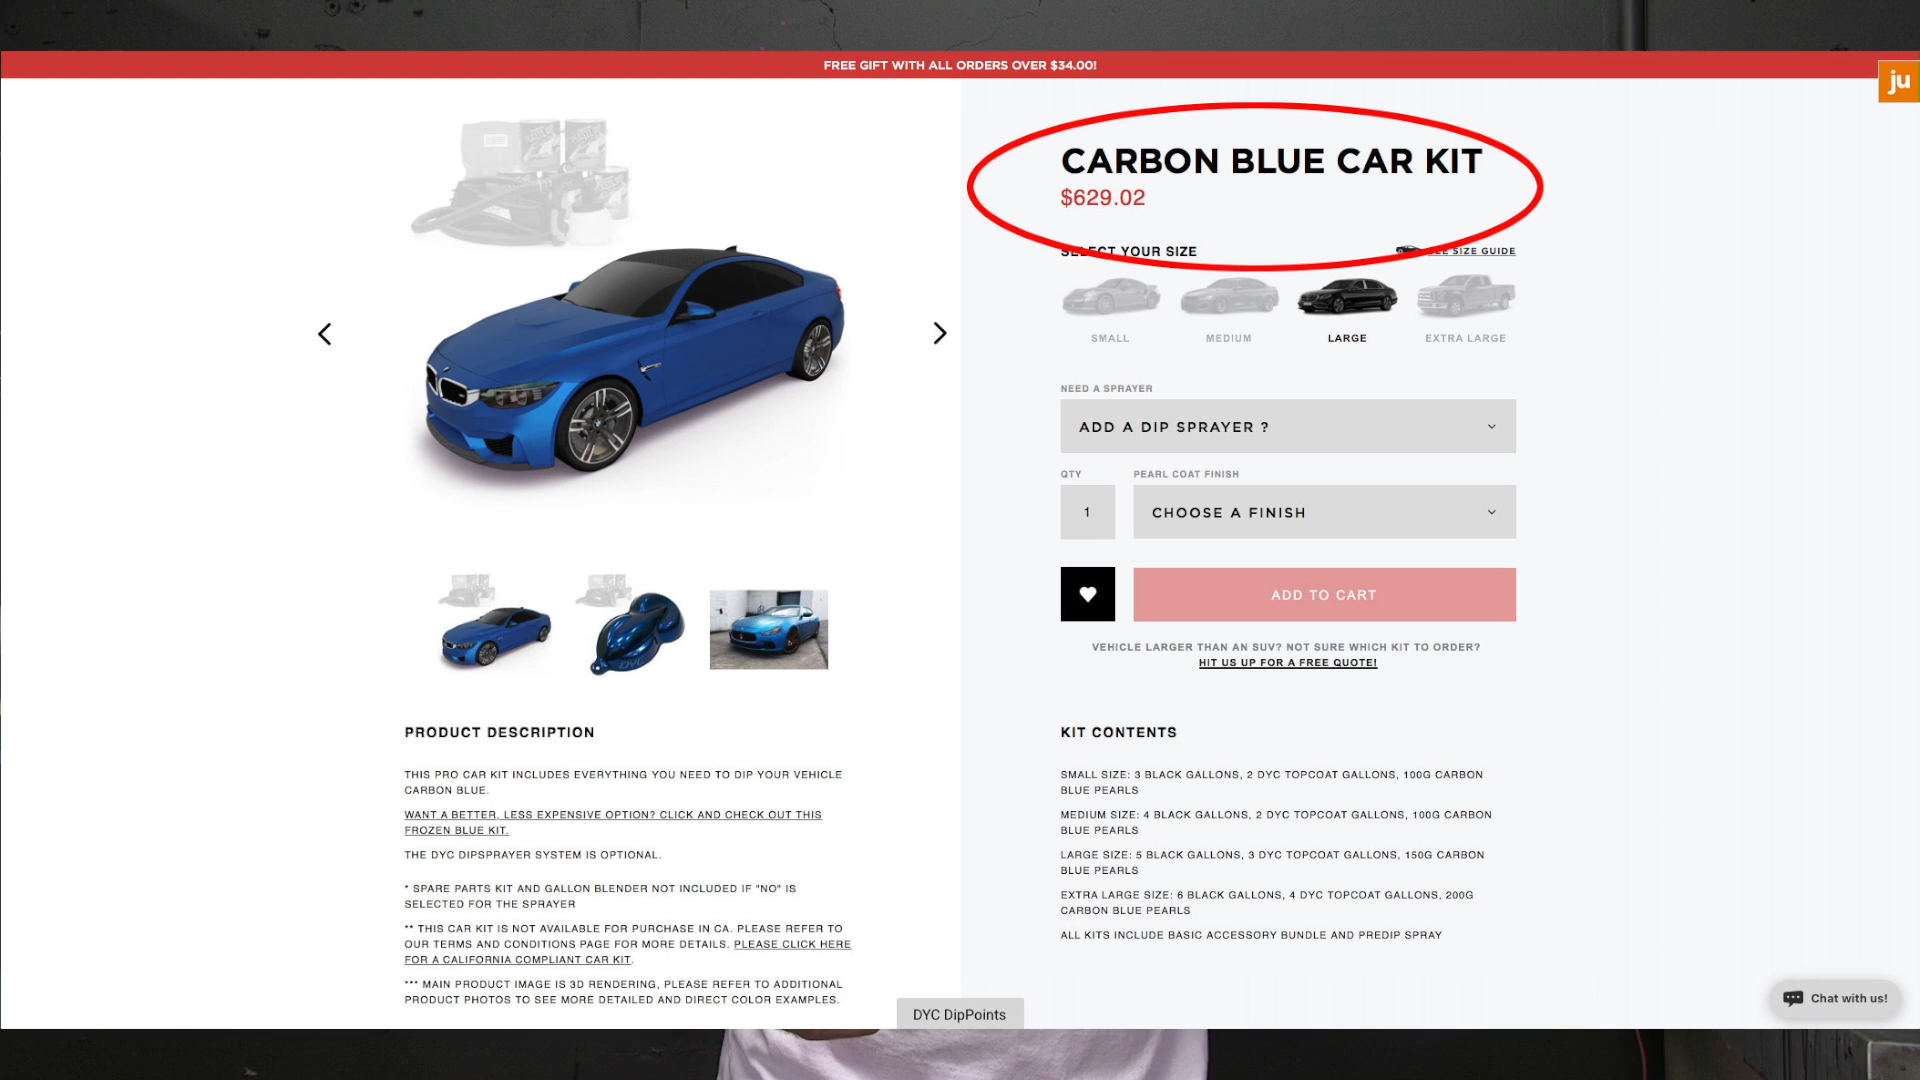 FREE GIFT WITH ALL ORDERS OVER $34.00!
ju
CARBON BLUE CAR KIT
$629.02
SELECT YOUR SIZE
SIZE GUIDE
SMALL
MEDIUM
LARGE
EXTRA LARGE
NEED A SPRAYER
ADD A DIP SPRAYER ?
QTY
PEARL COAT FINISH
1
CHOOSE A FINISH
ADD TO CART
VEHICLE LARGER THAN AN SUV? NOT SURE WHICH KIT TO ORDER?
HIT US UP FOR A FREE QUOTE!
DYC
PRODUCT DESCRIPTION
THIS PRO CAR KIT INCLUDES EVERYTHING YOU NEED TO DIP YOUR VEHICLE
CARBON BLUE.
WANT A BETTER, LESS EXPENSIVE OPTION? CLICK AND CHECK OUT THIS
FROZEN BLUE KIT.
THE DYC DIPSPRAYER SYSTEM IS OPTIONAL.
* SPARE PARTS KIT AND GALLON BLENDER NOT INCLUDED IF "NO" IS
SELECTED FOR THE SPRAYER
** THIS CAR KIT IS NOT AVAILABLE FOR PURCHASE IN CA. PLEASE REFER TO
OUR TERMS AND CONDITIONS PAGE FOR MORE DETAILS. PLEASE CLICK HERE
FOR A CALIFORNIA COMPLIANT CAR KIT.
*** MAIN PRODUCT IMAGE IS 3D RENDERING, PLEASE REFER TO ADDITIONAL
PRODUCT PHOTOS TO SEE MORE DETAILED AND DIRECT COLOR EXAMPLES.
KIT CONTENTS
SMALL SIZE: 3 BLACK GALLONS, 2 DYC TOPCOAT GALLONS, 100G CARBON
BLUE PEARLS
MEDIUM SIZE: 4 BLACK GALLONS, 2 DYC TOPCOAT GALLONS, 100G CARBON
BLUE PEARLS
LARGE SIZE: 5 BLACK GALLONS, 3 DYC TOPCOAT GALLONS, 150G CARBON
BLUE PEARLS
EXTRA LARGE SIZE: 6 BLACK GALLONS, 4 DYC TOPCOAT GALLONS, 200G
CARBON BLUE PEARLS
ALL KITS INCLUDE BASIC ACCESSORY BUNDLE AND PREDIP SPRAY
DYC DipPoints
Chat with us!